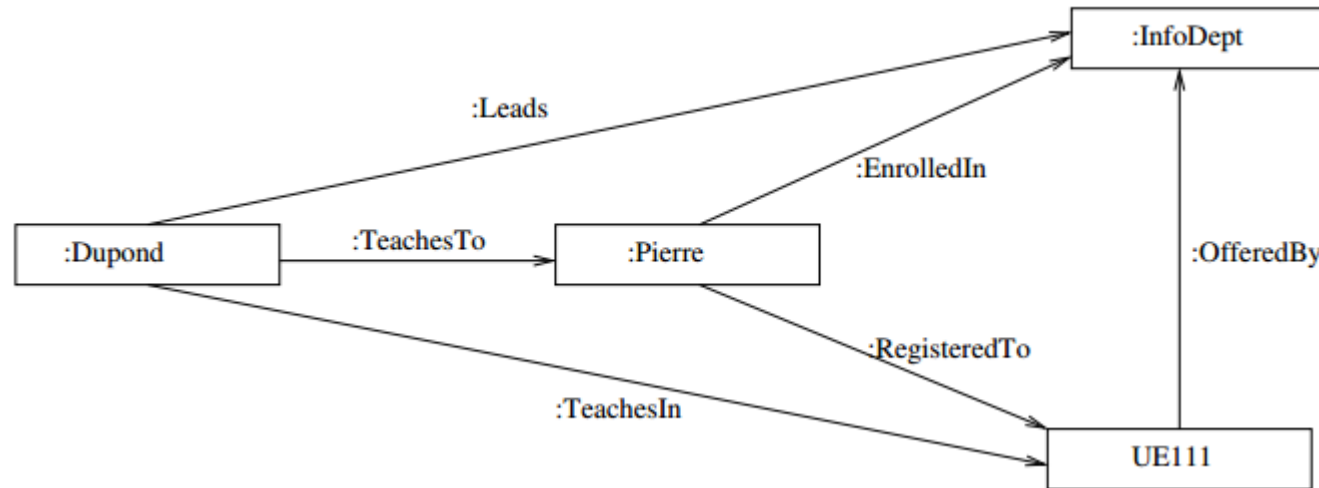 :InfoDept
:Leads
:EnrolledIn
:TeachesTo
:Dupond
:Pierre
:OfferedBy
:RegisteredTo
:TeachesIn
UE111